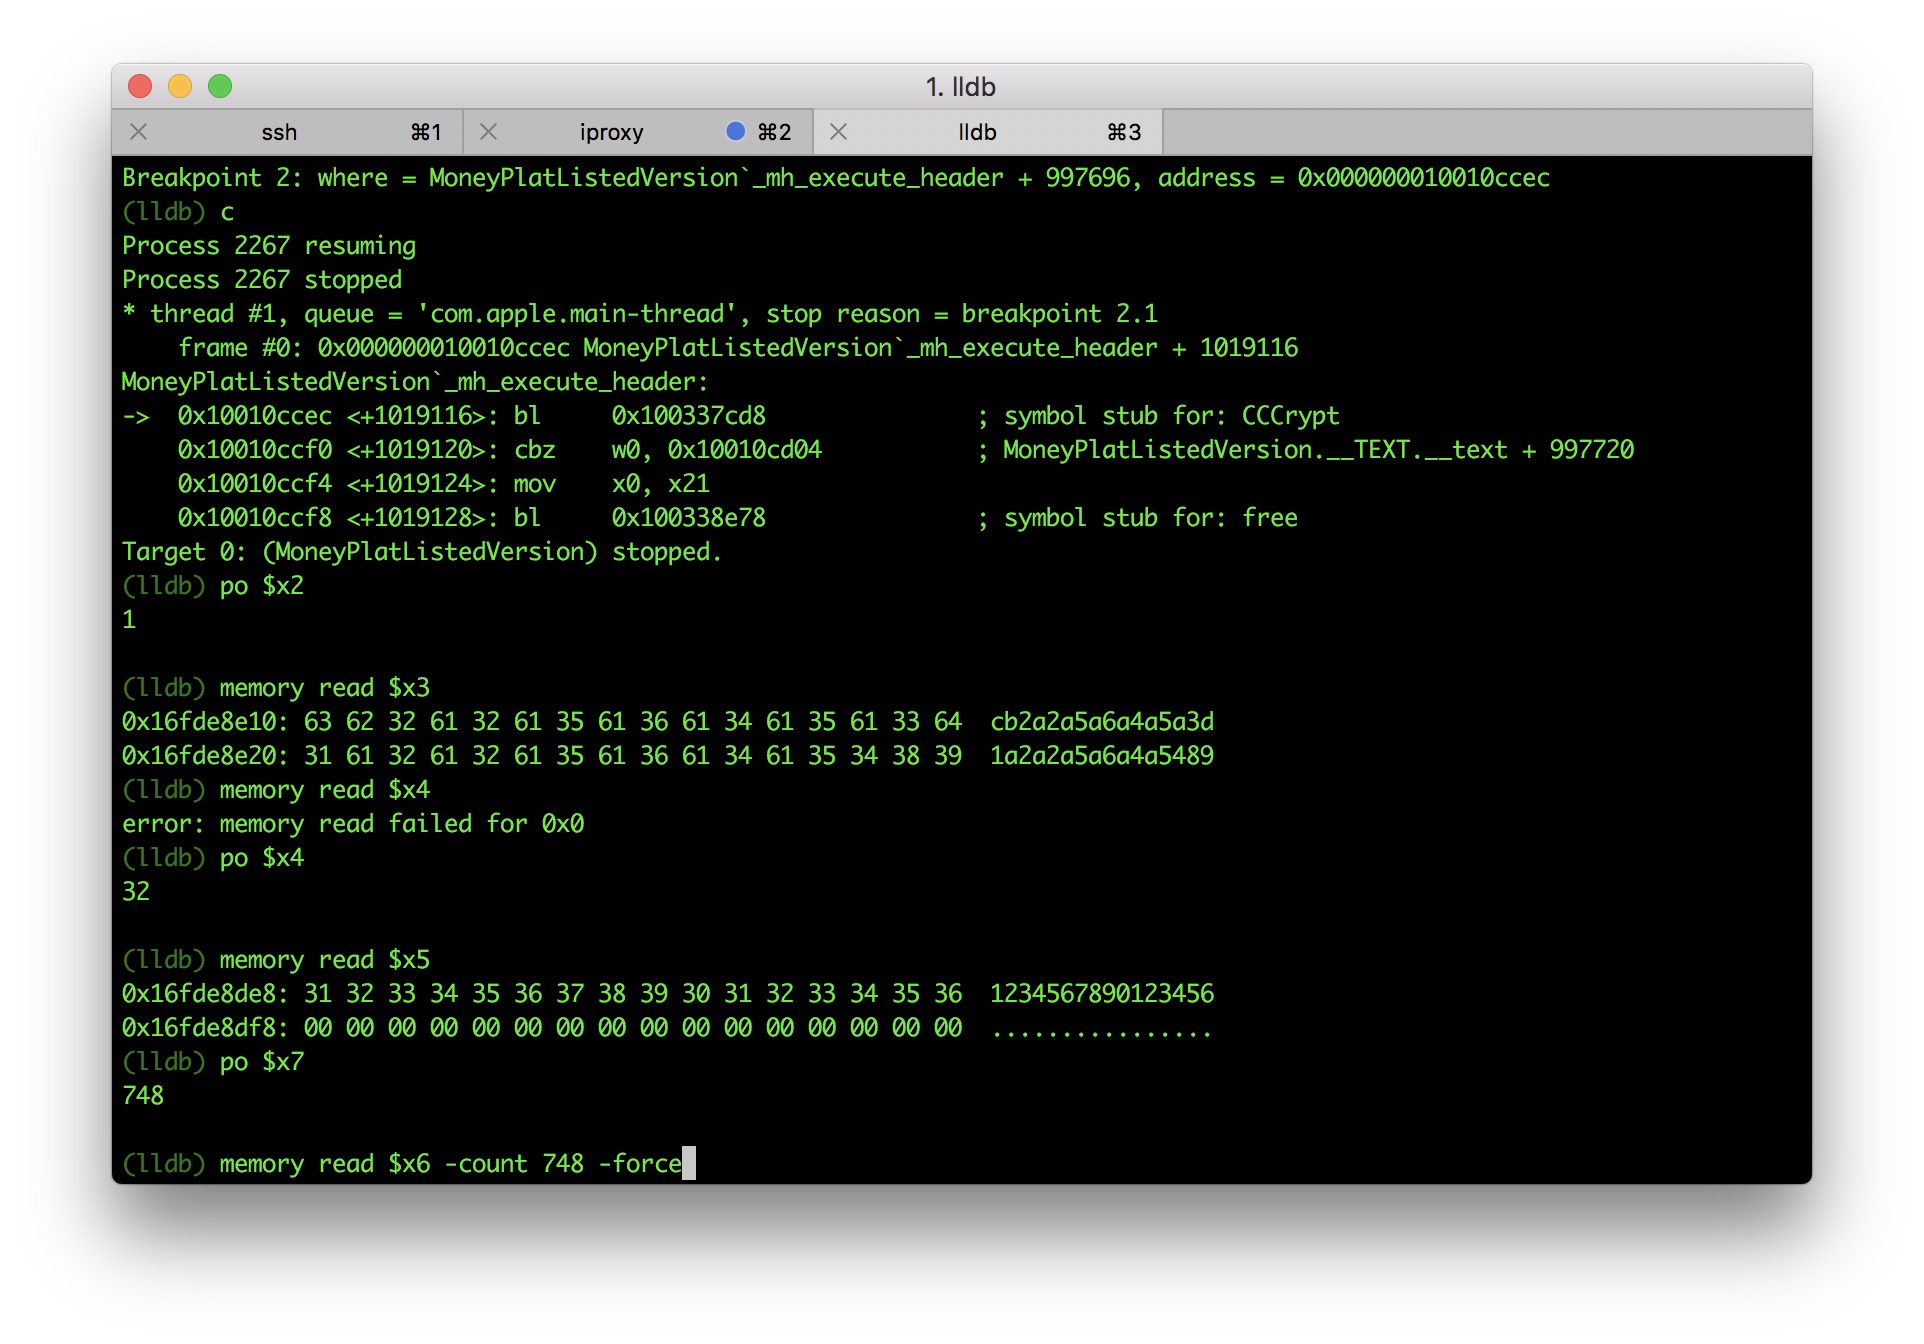 1. lldb
ssh ⌘1 iproxy ⌘2 lldb ⌘3
Breakpoint 2: where = MoneyPlatListedVersion`_mh_execute_header + 997696, address = 0x000000010010ccec
(lldb) c
Process 2267 resuming
Process 2267 stopped
* thread #1, queue = 'com.apple.main-thread', stop reason = breakpoint 2.1
    frame #0: 0x000000010010ccec MoneyPlatListedVersion`_mh_execute_header + 1019116
MoneyPlatListedVersion`_mh_execute_header:
->  0x10010ccec <+1019116>: bl     0x100337cd8               ; symbol stub for: CCCrypt
    0x10010ccf0 <+1019120>: cbz    w0, 0x10010cd04           ; MoneyPlatListedVersion.__TEXT.__text + 997720
    0x10010ccf4 <+1019124>: mov    x0, x21
    0x10010ccf8 <+1019128>: bl     0x100338e78               ; symbol stub for: free
Target 0: (MoneyPlatListedVersion) stopped.
(lldb) po $x2
1
(lldb) memory read $x3
0x16fde8e10: 63 62 32 61 32 61 35 61 36 61 34 61 35 61 33 64  cb2a2a5a6a4a5a3d
0x16fde8e20: 31 61 32 61 32 61 35 61 36 61 34 61 35 34 38 39  1a2a2a5a6a4a5489
(lldb) memory read $x4
error: memory read failed for 0x0
(lldb) po $x4
32
(lldb) memory read $x5
0x16fde8de8: 31 32 33 34 35 36 37 38 39 30 31 32 33 34 35 36  1234567890123456
0x16fde8df8: 00 00 00 00 00 00 00 00 00 00 00 00 00 00 00 00  ................
(lldb) po $x7
748
(lldb) memory read $x6 -count 748 -force